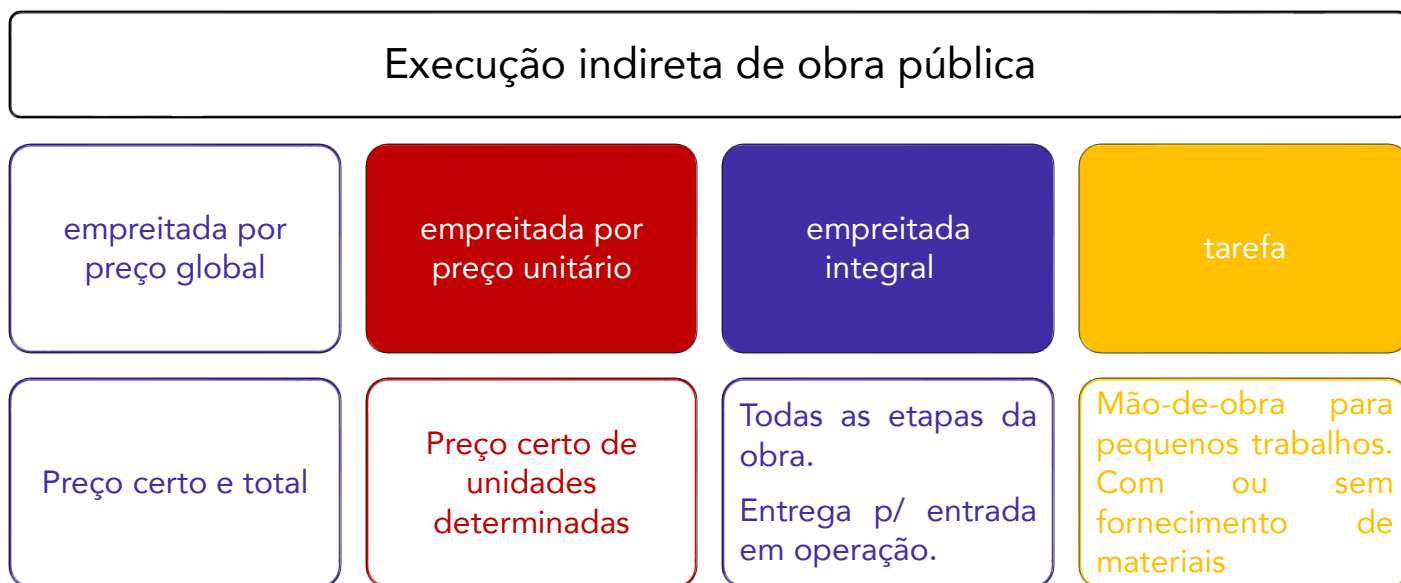 Execução indireta de obra pública
empreitada por
preço global
empreitada por
preço unitário
empreitada
integral
tarefa
Preço certo e total
Preço certo de
unidades
determinadas
Todas as etapas da
obra.
Entrega p/ entrada
em operação.
Mão-de-obra para
pequenos trabalhos.
Com ou sem
fornecimento de
materiais